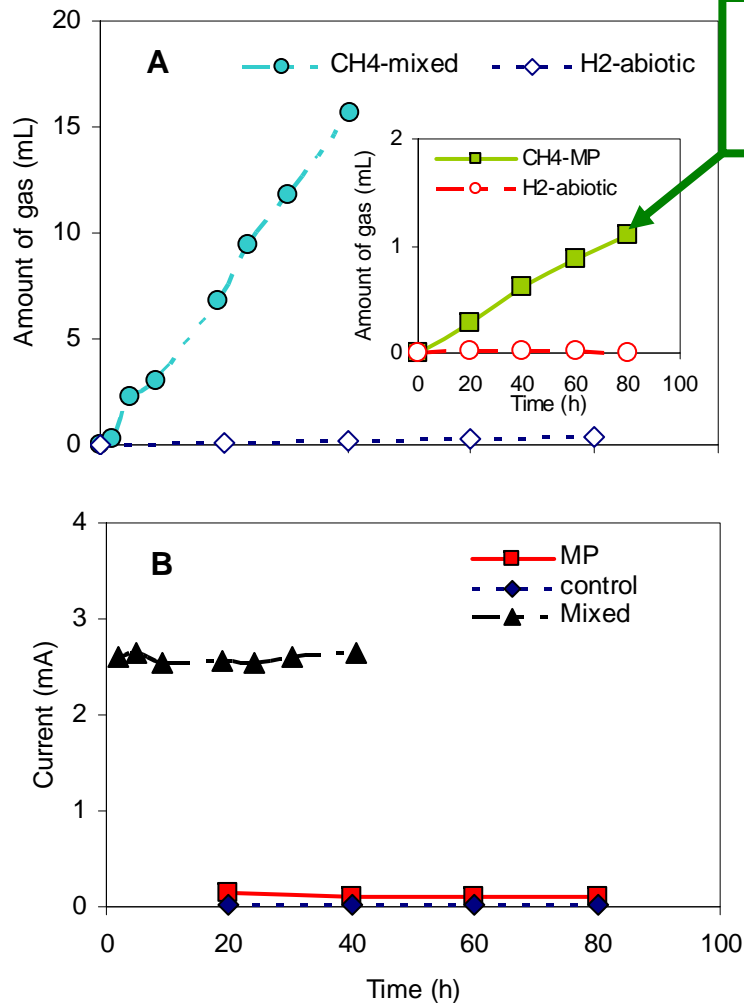 20
A
CH4-mixed
H2-abiotic
15
10
5
0
Amount of gas (mL)
2
CH4-MP
H2-abiotic
1
0
Amount of gas (mL)
0 20 40 60 80 100
Time (h)
4
B
MP
control
Mixed
3
2
1
0
Current (mA)
0 20 40 60 80 100
Time (h)